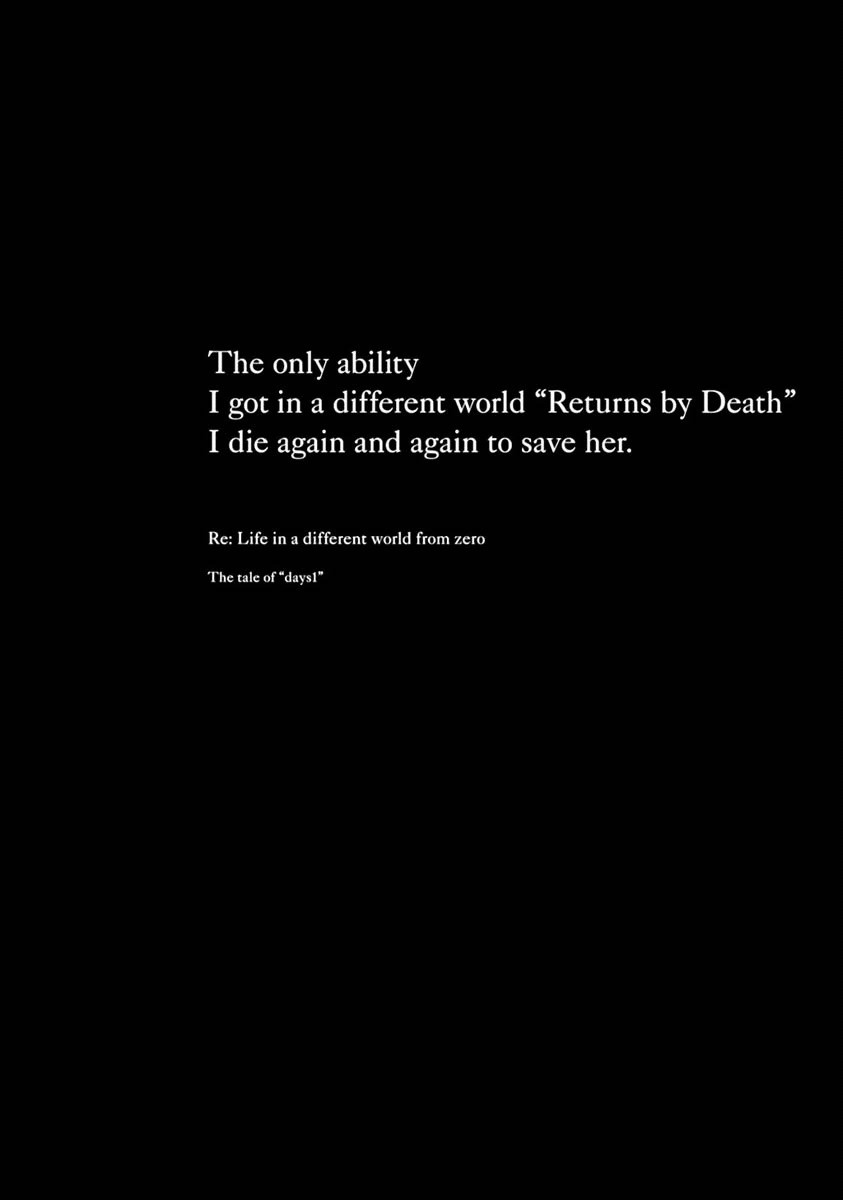 The only ability
I got in a different world “Returns by Death”
I die again and again to save her.
Re: Life in a different world from zero
The tale of “days1”